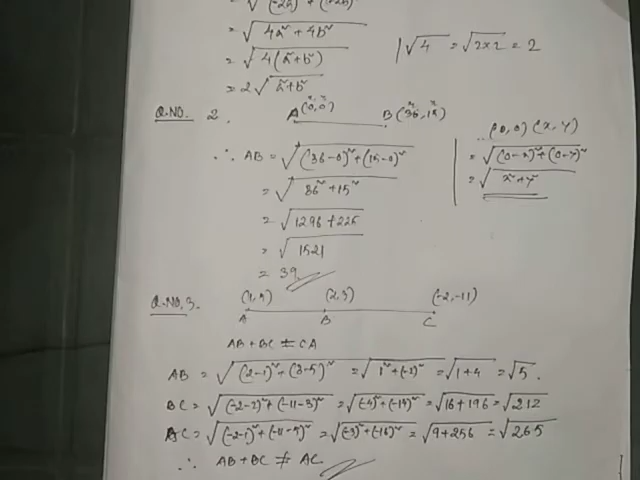 = √(-2a)² + (-2b)²
= √4a² + 4b²
= √4(a² + b²)
= 2√a² + b²
√4 = √2×2 = 2
Q.NO. 2. A(0,0) B(36,15)
∴ AB = √(36-0)² + (15-0)²
= √36² + 15²
= √1296 + 225
= √1521
= 39
(0,0) (x, y)
= √(0-x)² + (0-y)²
= √x² + y²
Q.NO. 3. (1,5) (2,3) (-2,-11)
A B C
AB + BC ≠ CA
AB = √(2-1)² + (3-5)² = √1² + (-2)² = √1+4 = √5.
BC = √(-2-2)² + (-11-3)² = √(-4)² + (-14)² = √16+196 = √212
AC = √(-2-1)² + (-11-5)² = √(-3)² + (-16)² = √9+256 = √265
∴ AB + BC ≠ AC